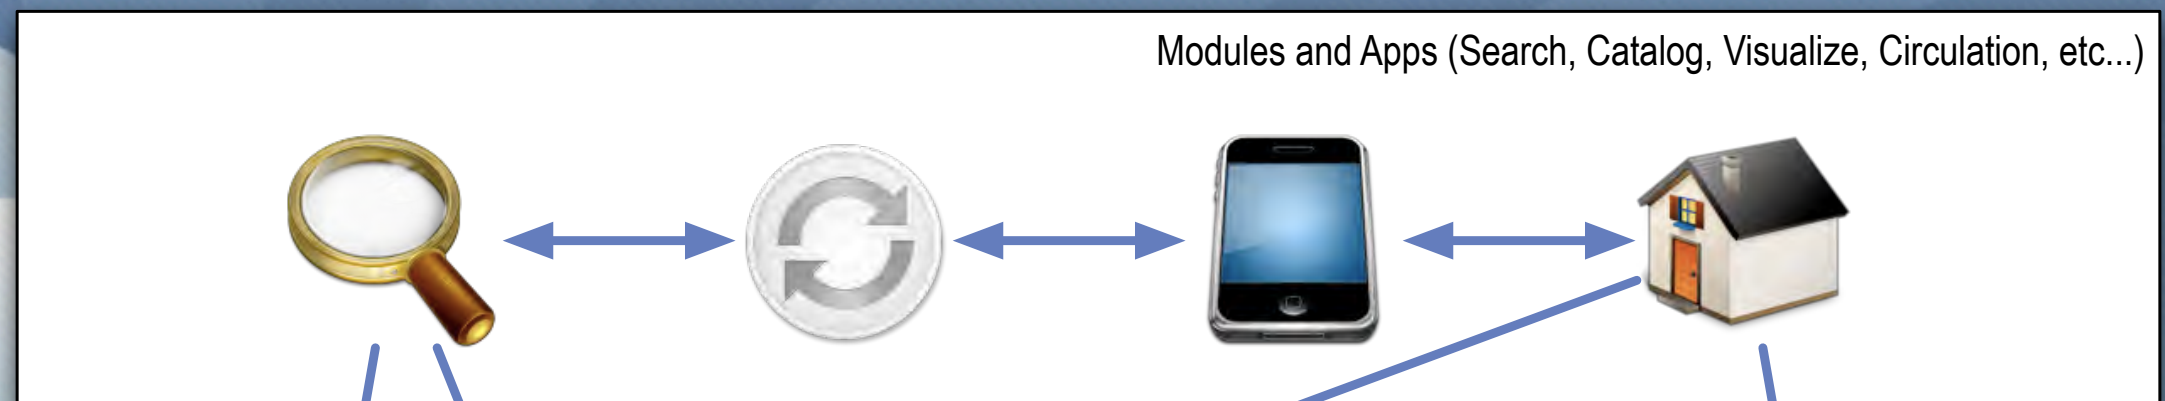 Modules and Apps (Search, Catalog, Visualize, Circulation, etc...)